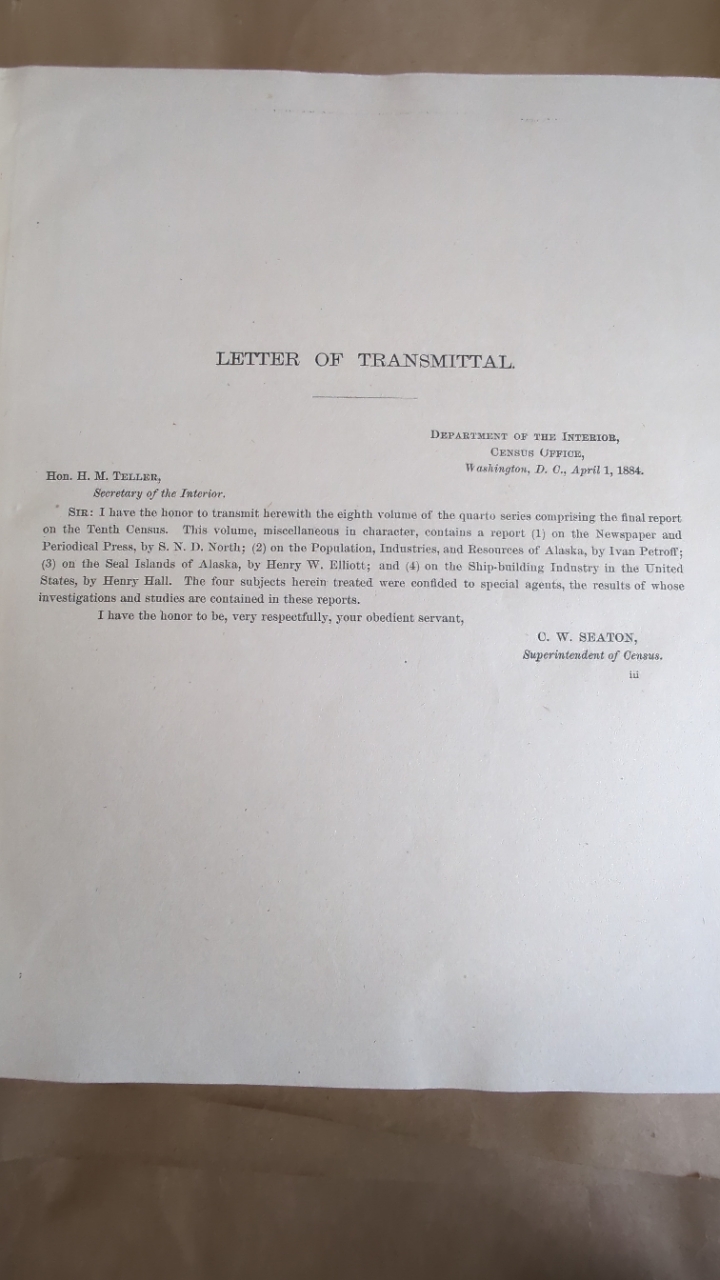 LETTER OF TRANSMITTAL.
DEPARTMENT OF THE INTERIOR,
CENSUS OFFICE,
Washington, D. C., April 1, 1884.
Hon. H. M. TELLER,
Secretary of the Interior.
SIR: I have the honor to transmit herewith the eighth volume of the quarto series comprising the final report
on the Tenth Census. This volume, miscellaneous in character, contains a report (1) on the Newspaper and
Periodical Press, by S. N. D. North; (2) on the Population, Industries, and Resources of Alaska, by Ivan Petroff;
(3) on the Seal Islands of Alaska, by Henry W. Elliott; and (4) on the Ship-building Industry in the United
States, by Henry Hall. The four subjects herein treated were confided to special agents, the results of whose
investigations and studies are contained in these reports.
I have the honor to be, very respectfully, your obedient servant,
C. W. SEATON,
Superintendent of Census.
iii